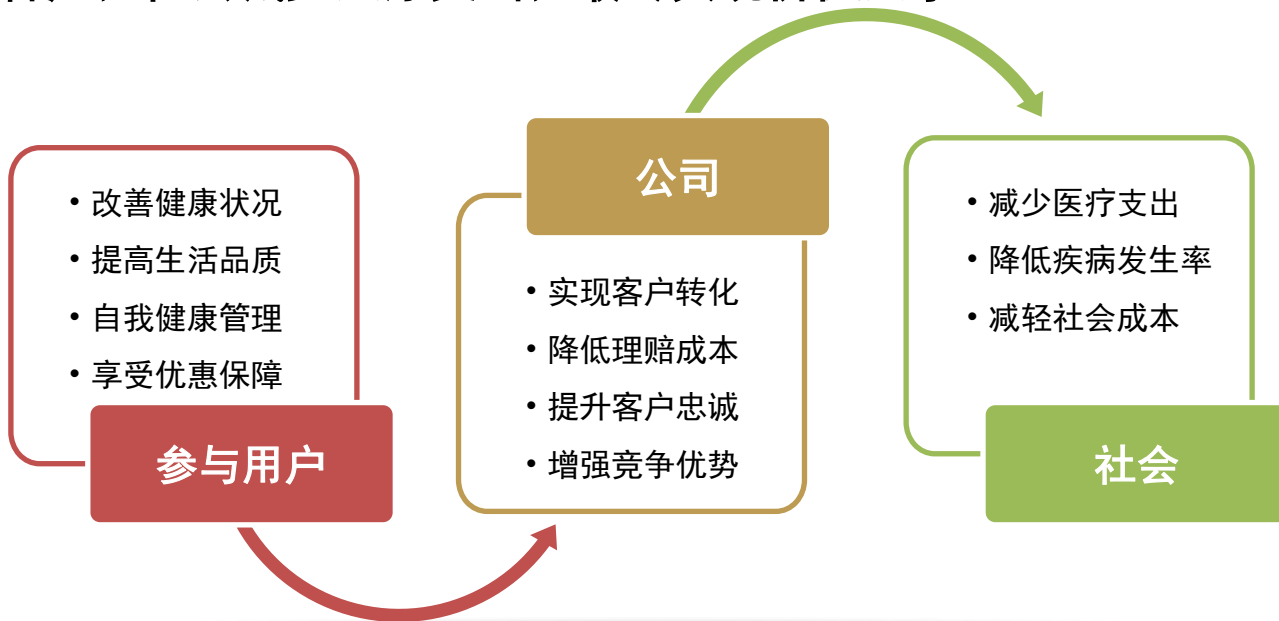 • 改善健康状况
• 提高生活品质
• 自我健康管理
• 享受优惠保障
参与用户
公司
• 实现客户转化
• 降低理赔成本
• 提升客户忠诚
• 增强竞争优势
• 减少医疗支出
• 降低疾病发生率
• 减轻社会成本
社会